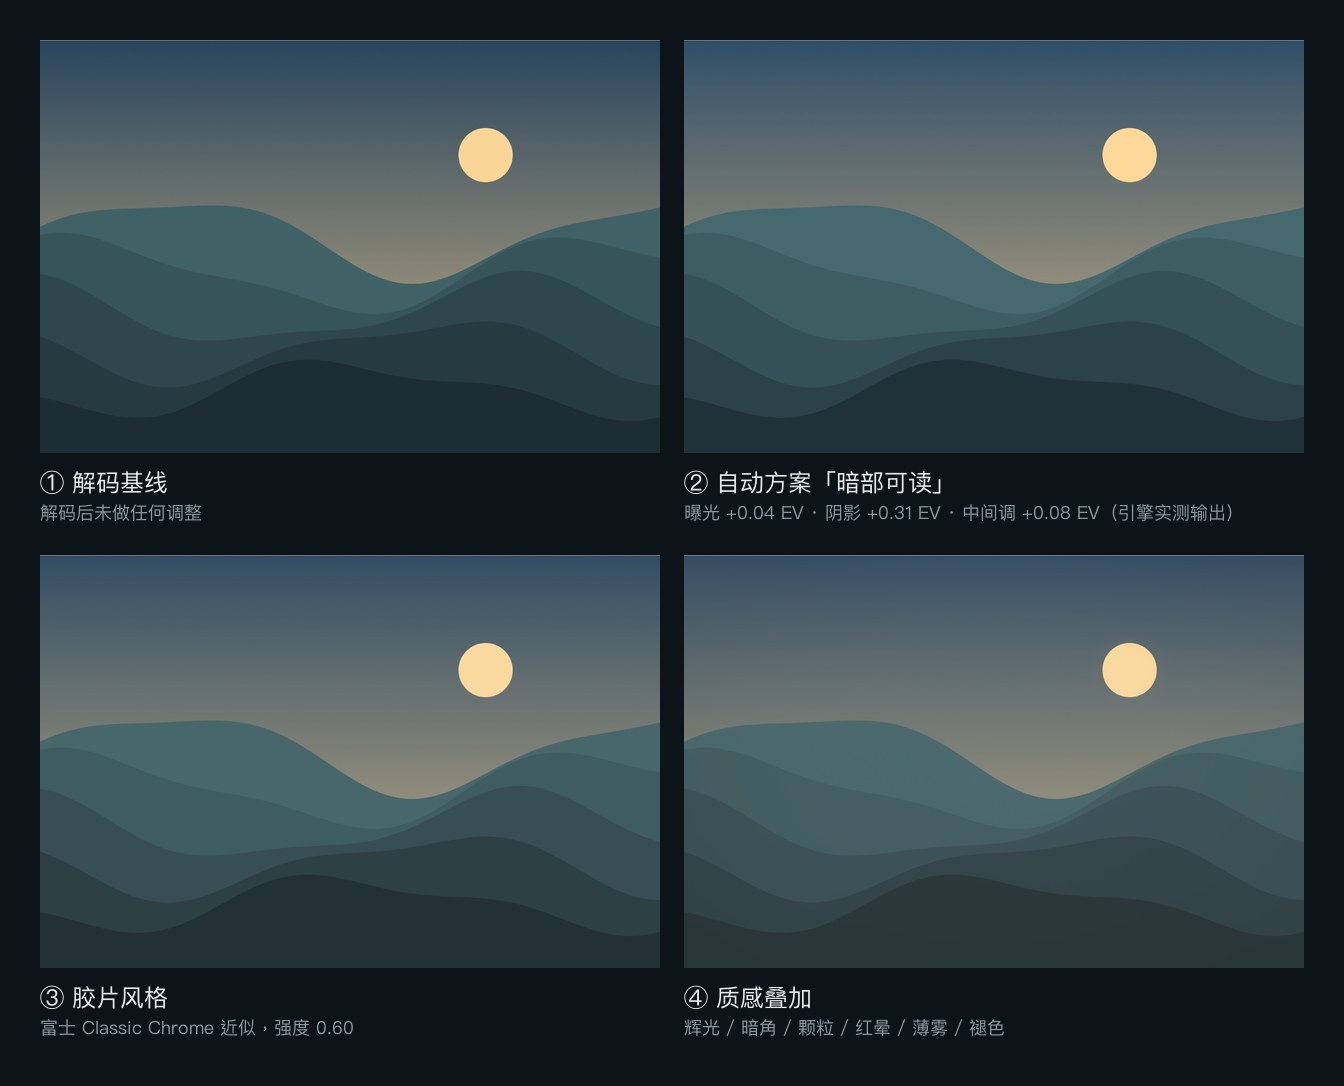 ① 解码基线
解码后未做任何调整
② 自动方案「暗部可读」
曝光 +0.04 EV · 阴影 +0.31 EV · 中间调 +0.08 EV（引擎实测输出）
③ 胶片风格
富士 Classic Chrome 近似，强度 0.60
④ 质感叠加
辉光 / 暗角 / 颗粒 / 红晕 / 薄雾 / 褪色